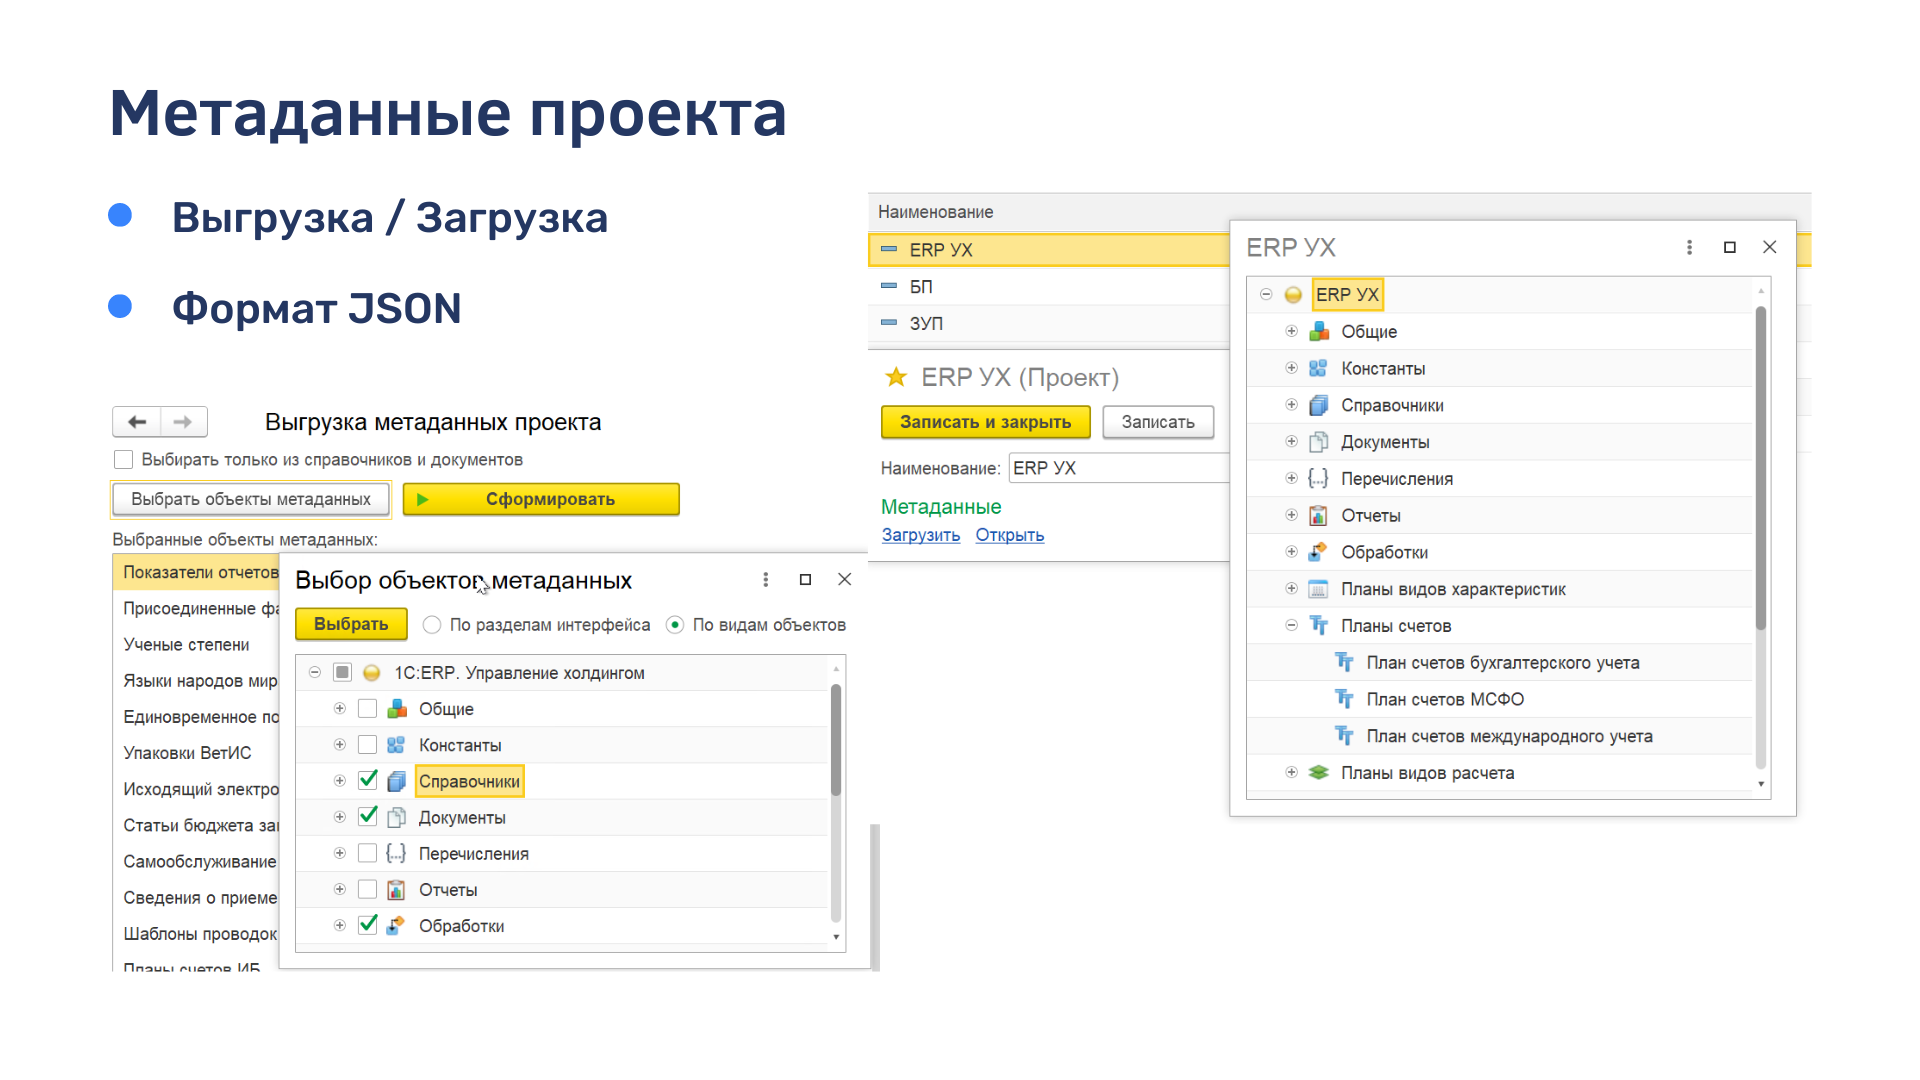 Метаданные проекта
Выгрузка / Загрузка
Формат JSON
Выгрузка метаданных проекта
Выбирать только из справочников и документов
Выбрать объекты метаданных
Сформировать
Выбранные объекты метаданных:
Показатели отчетов
Присоединенные фа
Ученые степени
Языки народов мир
Единовременное по
Упаковки ВетИС
Исходящий электро
Статьи бюджета за
Самообслуживание
Сведения о приеме
Шаблоны проводок
Планы счетов ИБ
Выбор объектов метаданных
Выбрать
По разделам интерфейса
По видам объектов
1С:ERP. Управление холдингом
Общие
Константы
Справочники
Документы
Перечисления
Отчеты
Обработки
Наименование
ERP УХ
БП
ЗУП
ERP УХ (Проект)
Записать и закрыть
Записать
Наименование: ERP УХ
Метаданные
Загрузить Открыть
ERP УХ
ERP УХ
Общие
Константы
Справочники
Документы
Перечисления
Отчеты
Обработки
Планы видов характеристик
Планы счетов
План счетов бухгалтерского учета
План счетов МСФО
План счетов международного учета
Планы видов расчета